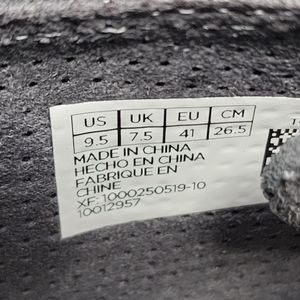 US UK EU CM
9.5 7.5 41 26.5
MADE IN CHINA
HECHO EN CHINA
FABRIQUE EN
CHINE
XF: 1000250519-10
10012957